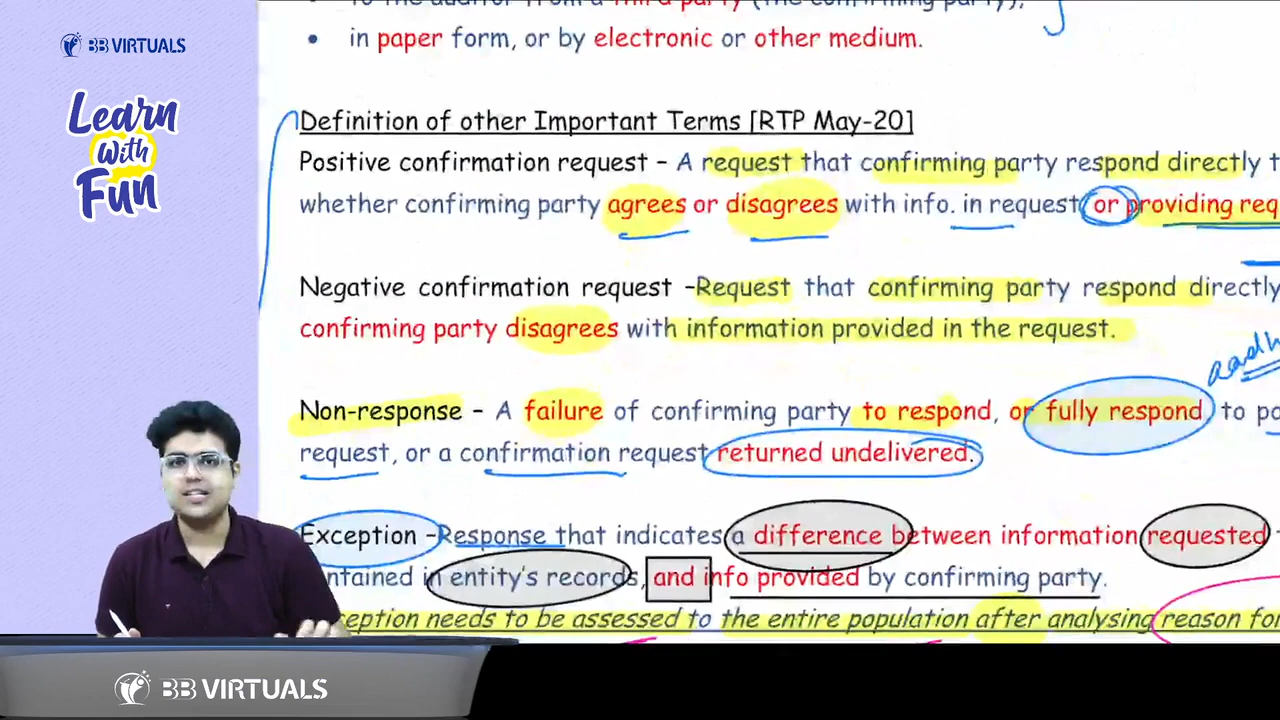 BB VIRTUALS
Learn
with
Fun
in paper form, or by electronic or other medium.
Definition of other Important Terms [RTP May-20]
Positive confirmation request – A request that confirming party respond directly
whether confirming party agrees or disagrees with info. in request or providing req
Negative confirmation request –Request that confirming party respond directly
confirming party disagrees with information provided in the request.
Non-response – A failure of confirming party to respond, or fully respond, to
request, or a confirmation request returned undelivered.
Exception –Response that indicates a difference between information requested
entity's records, and info provided by confirming party.
needs to be assessed to the entire population after analysing reason
BB VIRTUALS